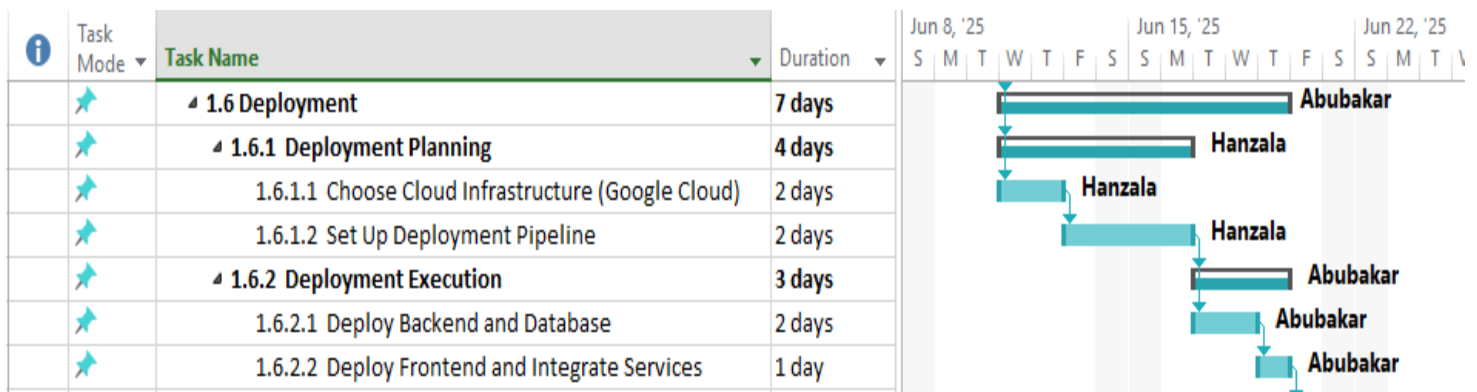 Task Mode Task Name Duration Jun 8, '25 Jun 15, '25 Jun 22, '25
S M T W T F S S M T W T F S S M T W
1.6 Deployment 7 days Abubakar
1.6.1 Deployment Planning 4 days Hanzala
1.6.1.1 Choose Cloud Infrastructure (Google Cloud) 2 days Hanzala
1.6.1.2 Set Up Deployment Pipeline 2 days Hanzala
1.6.2 Deployment Execution 3 days Abubakar
1.6.2.1 Deploy Backend and Database 2 days Abubakar
1.6.2.2 Deploy Frontend and Integrate Services 1 day Abubakar